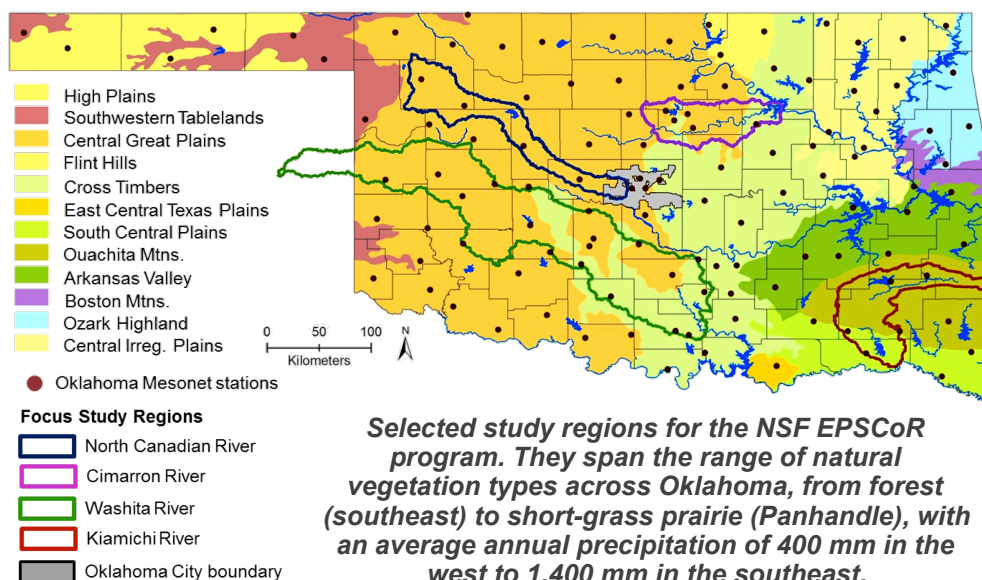 High Plains
Southwestern Tablelands
Central Great Plains
Flint Hills
Cross Timbers
East Central Texas Plains
South Central Plains
Ouachita Mtns.
Arkansas Valley
Boston Mtns.
Ozark Highland
Central Irreg. Plains
0 50 100
Kilometers
N
Oklahoma Mesonet stations
Focus Study Regions
North Canadian River
Cimarron River
Washita River
Kiamichi River
Oklahoma City boundary
Selected study regions for the NSF EPSCoR
program. They span the range of natural
vegetation types across Oklahoma, from forest
(southeast) to short-grass prairie (Panhandle), with
an average annual precipitation of 400 mm in the
west to 1,400 mm in the southeast.